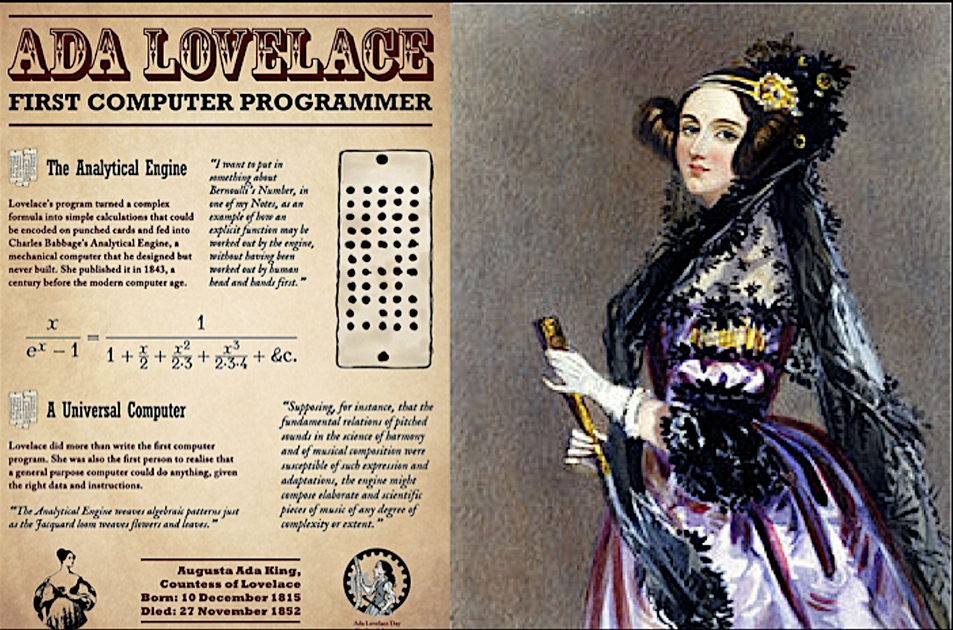 ADA LOVELACE
FIRST COMPUTER PROGRAMMER
The Analytical Engine
Lovelace's program turned a complex
formula into simple calculations that could
be encoded on punched cards and fed into
Charles Babbage's Analytical Engine, a
mechanical computer that he designed but
never built. She published it in 1843, a
century before the modern computer age.
"I want to put in
something about
Bernoulli's Number, in
one of my Notes, as an
example of how an
explicit function may be
worked out by the engine,
without having been
worked out by human
head and hands first."
x/(eˣ − 1) = 1/(1 + x/2 + x²/2·3 + x³/2·3·4 + &c.)
A Universal Computer
Lovelace did more than write the first computer
program. She was also the first person to realise that
a general purpose computer could do anything, given
the right data and instructions.
"The Analytical Engine weaves algebraic patterns just
as the Jacquard loom weaves flowers and leaves."
"Supposing, for instance, that the
fundamental relations of pitched
sounds in the science of harmony
and of musical composition were
susceptible of such expression and
adaptations, the engine might
compose elaborate and scientific
pieces of music of any degree of
complexity or extent."
Augusta Ada King,
Countess of Lovelace
Born: 10 December 1815
Died: 27 November 1852
Ada Lovelace Day